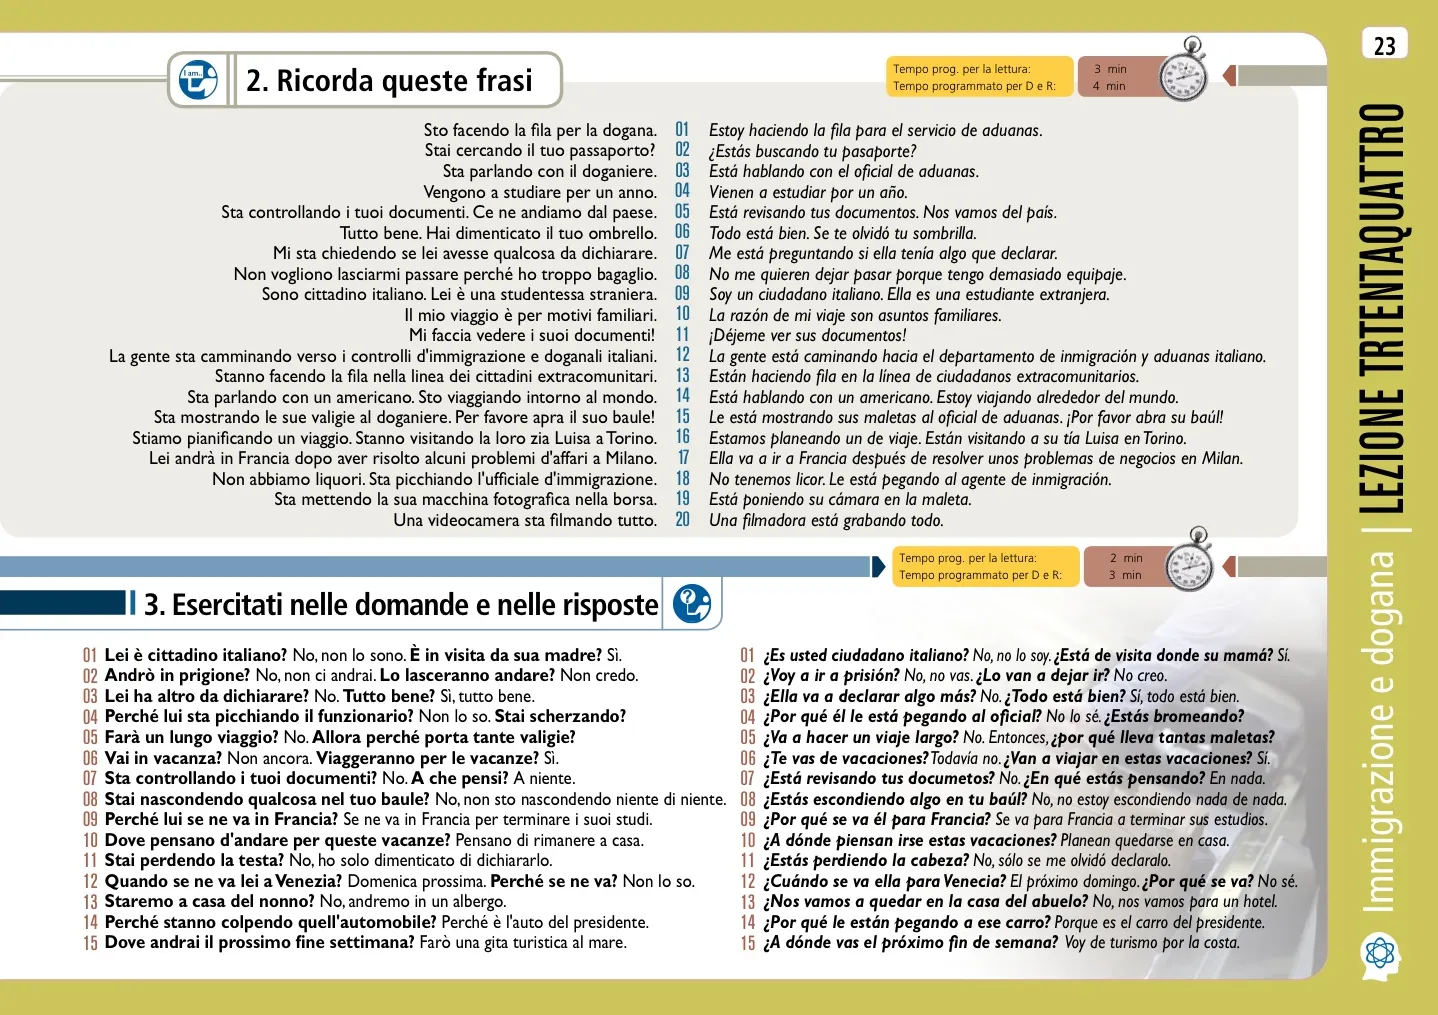 23
I am..
2. Ricorda queste frasi
Tempo prog. per la lettura: 3 min
Tempo programmato per D e R: 4 min
Sto facendo la fila per la dogana. 01 Estoy haciendo la fila para el servicio de aduanas.
Stai cercando il tuo passaporto? 02 ¿Estás buscando tu pasaporte?
Sta parlando con il doganiere. 03 Está hablando con el oficial de aduanas.
Vengono a studiare per un anno. 04 Vienen a estudiar por un año.
Sta controllando i tuoi documenti. Ce ne andiamo dal paese. 05 Está revisando tus documentos. Nos vamos del país.
Tutto bene. Hai dimenticato il tuo ombrello. 06 Todo está bien. Se te olvidó tu sombrilla.
Mi sta chiedendo se lei avesse qualcosa da dichiarare. 07 Me está preguntando si ella tenía algo que declarar.
Non vogliono lasciarmi passare perché ho troppo bagaglio. 08 No me quieren dejar pasar porque tengo demasiado equipaje.
Sono cittadino italiano. Lei è una studentessa straniera. 09 Soy un ciudadano italiano. Ella es una estudiante extranjera.
Il mio viaggio è per motivi familiari. 10 La razón de mi viaje son asuntos familiares.
Mi faccia vedere i suoi documenti! 11 ¡Déjeme ver sus documentos!
La gente sta camminando verso i controlli d'immigrazione e doganali italiani. 12 La gente está caminando hacia el departamento de inmigración y aduanas italiano.
Stanno facendo la fila nella linea dei cittadini extracomunitari. 13 Están haciendo fila en la línea de ciudadanos extracomunitarios.
Sta parlando con un americano. Sto viaggiando intorno al mondo. 14 Está hablando con un americano. Estoy viajando alrededor del mundo.
Sta mostrando le sue valigie al doganiere. Per favore apra il suo baule! 15 Le está mostrando sus maletas al oficial de aduanas. ¡Por favor abra su baúl!
Stiamo pianificando un viaggio. Stanno visitando la loro zia Luisa a Torino. 16 Estamos planeando un de viaje. Están visitando a su tía Luisa en Torino.
Lei andrà in Francia dopo aver risolto alcuni problemi d'affari a Milano. 17 Ella va a ir a Francia después de resolver unos problemas de negocios en Milan.
Non abbiamo liquori. Sta picchiando l'ufficiale d'immigrazione. 18 No tenemos licor. Le está pegando al agente de inmigración.
Sta mettendo la sua macchina fotografica nella borsa. 19 Está poniendo su cámara en la maleta.
Una videocamera sta filmando tutto. 20 Una filmadora está grabando todo.
Tempo prog. per la lettura: 2 min
Tempo programmato per D e R: 3 min
3. Esercitati nelle domande e nelle risposte
?
01 Lei è cittadino italiano? No, non lo sono. È in visita da sua madre? Sì.
02 Andrò in prigione? No, non ci andrai. Lo lasceranno andare? Non credo.
03 Lei ha altro da dichiarare? No. Tutto bene? Sì, tutto bene.
04 Perché lui sta picchiando il funzionario? Non lo so. Stai scherzando?
05 Farà un lungo viaggio? No. Allora perché porta tante valigie?
06 Vai in vacanza? Non ancora. Viaggeranno per le vacanze? Sì.
07 Sta controllando i tuoi documenti? No. A che pensi? A niente.
08 Stai nascondendo qualcosa nel tuo baule? No, non sto nascondendo niente di niente.
09 Perché lui se ne va in Francia? Se ne va in Francia per terminare i suoi studi.
10 Dove pensano d'andare per queste vacanze? Pensano di rimanere a casa.
11 Stai perdendo la testa? No, ho solo dimenticato di dichiararlo.
12 Quando se ne va lei a Venezia? Domenica prossima. Perché se ne va? Non lo so.
13 Staremo a casa del nonno? No, andremo in un albergo.
14 Perché stanno colpendo quell'automobile? Perché è l'auto del presidente.
15 Dove andrai il prossimo fine settimana? Farò una gita turistica al mare.
01 ¿Es usted ciudadano italiano? No, no lo soy. ¿Está de visita donde su mamá? Sí.
02 ¿Voy a ir a prisión? No, no vas. ¿Lo van a dejar ir? No creo.
03 ¿Ella va a declarar algo más? No. ¿Todo está bien? Sí, todo está bien.
04 ¿Por qué él le está pegando al oficial? No lo sé. ¿Estás bromeando?
05 ¿Va a hacer un viaje largo? No. Entonces, ¿por qué lleva tantas maletas?
06 ¿Te vas de vacaciones? Todavía no. ¿Van a viajar en estas vacaciones? Sí.
07 ¿Está revisando tus documetos? No. ¿En qué estás pensando? En nada.
08 ¿Estás escondiendo algo en tu baúl? No, no estoy escondiendo nada de nada.
09 ¿Por qué se va él para Francia? Se va para Francia a terminar sus estudios.
10 ¿A dónde piensan irse estas vacaciones? Planean quedarse en casa.
11 ¿Estás perdiendo la cabeza? No, sólo se me olvidó declaralo.
12 ¿Cuándo se va ella para Venecia? El próximo domingo. ¿Por qué se va? No sé.
13 ¿Nos vamos a quedar en la casa del abuelo? No, nos vamos para un hotel.
14 ¿Por qué le están pegando a ese carro? Porque es el carro del presidente.
15 ¿A dónde vas el próximo fin de semana? Voy de turismo por la costa.
Immigrazione e dogana | LEZIONE TRTENTAQUATTRO